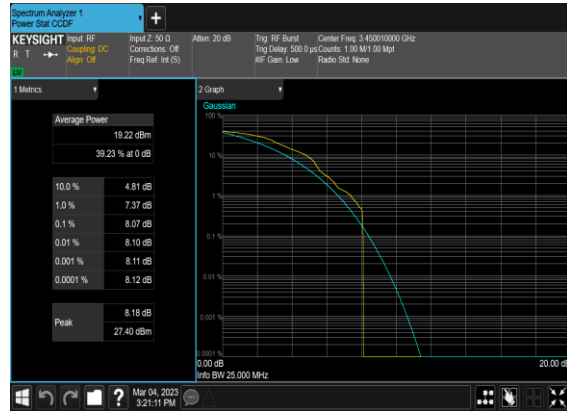 Spectrum Analyzer 1
Power Stat CCDF
+
KEYSIGHT
R T
Input: RF
Coupling: DC
Align: Off
Input Z: 50 Ω
Corrections: Off
Freq Ref: Int (S)
Atten: 20 dB
Trig: RF Burst
Trig Delay: 500.0 µs
#IF Gain: Low
Center Freq: 3.450010000 GHz
Counts: 1.00 M/1.00 Mpt
Radio Std: None
1 Metrics
Average Power
19.22 dBm
39.23 % at 0 dB
10.0 % 4.81 dB
1.0 % 7.37 dB
0.1 % 8.07 dB
0.01 % 8.10 dB
0.001 % 8.11 dB
0.0001 % 8.12 dB
Peak
8.18 dB
27.40 dBm
2 Graph
Gaussian
100 %
10 %
1 %
0.1 %
0.01 %
0.001 %
0.0001 %
0.00 dB 20.00 dB
Info BW 25.000 MHz
?
Mar 04, 2023
3:21:11 PM